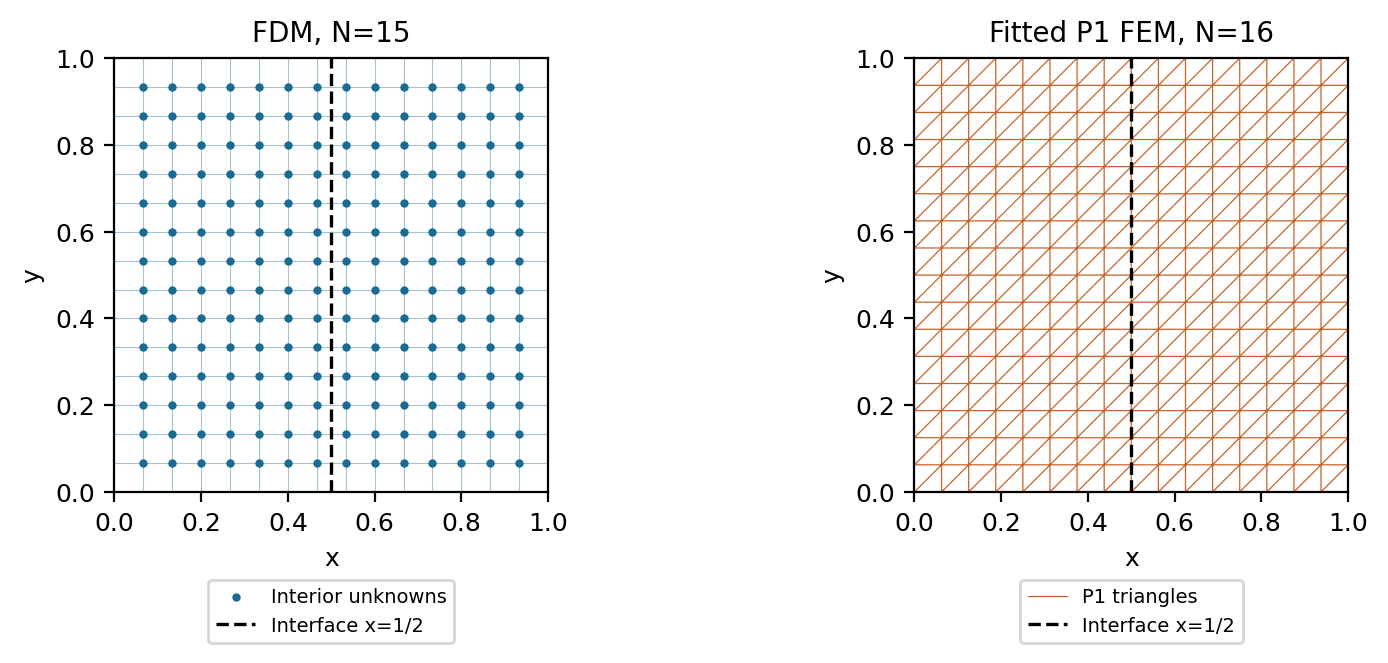 FDM, N=15
1.0
0.8
0.6
0.4
0.2
0.0
y
0.0 0.2 0.4 0.6 0.8 1.0
x
Interior unknowns
Interface x=1/2
Fitted P1 FEM, N=16
1.0
0.8
0.6
0.4
0.2
0.0
y
0.0 0.2 0.4 0.6 0.8 1.0
x
P1 triangles
Interface x=1/2